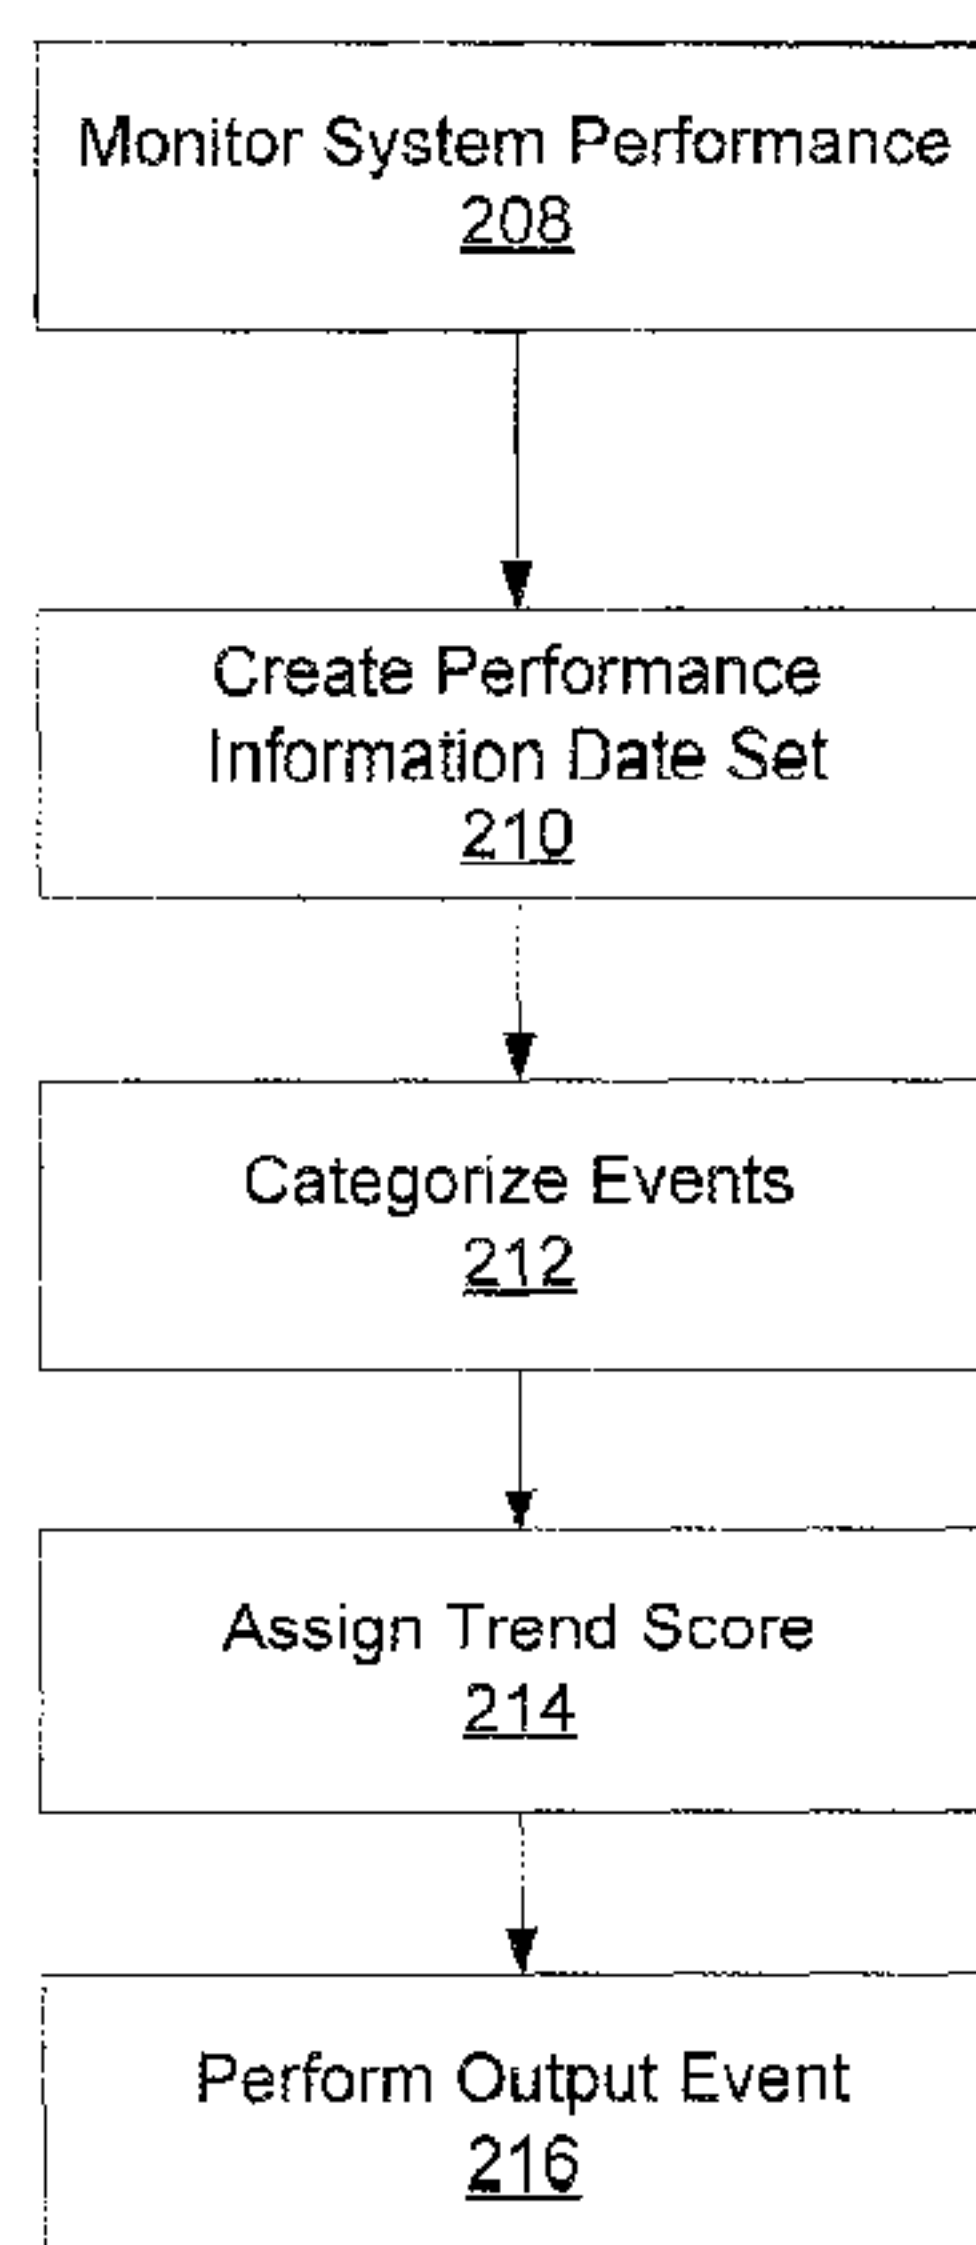 Monitor System Performance
208
Create Performance
Information Date Set
210
Categorize Events
212
Assign Trend Score
214
Perform Output Event
216